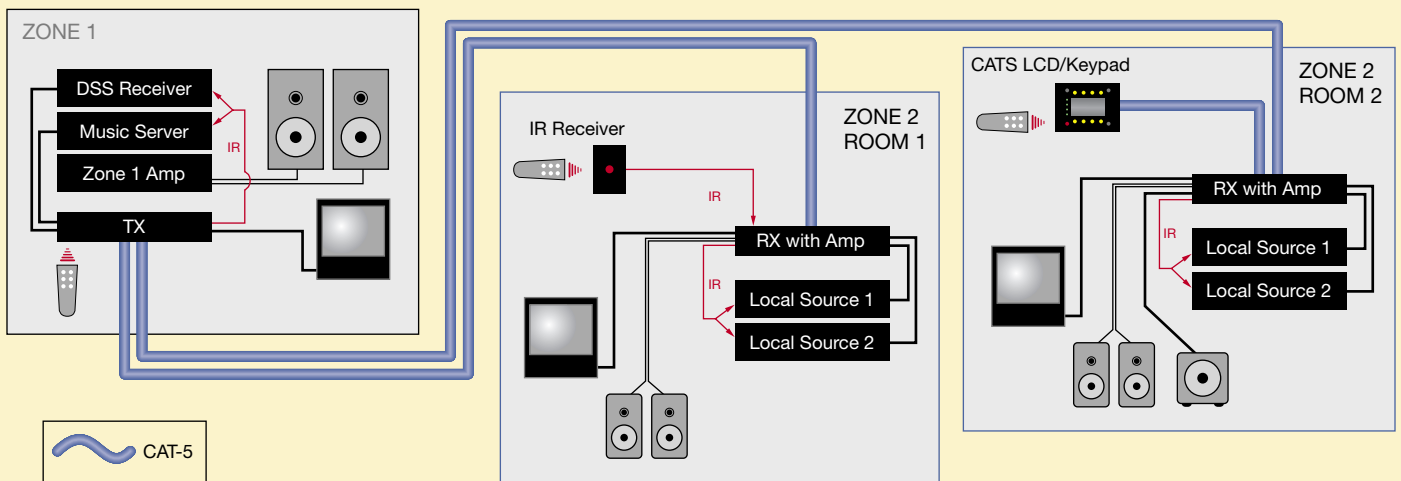 ZONE 1
DSS Receiver
Music Server
Zone 1 Amp
IR
TX
CAT-5
ZONE 2
ROOM 1
IR Receiver
IR
RX with Amp
IR
Local Source 1
Local Source 2
CATS LCD/Keypad
ZONE 2
ROOM 2
RX with Amp
IR
Local Source 1
Local Source 2